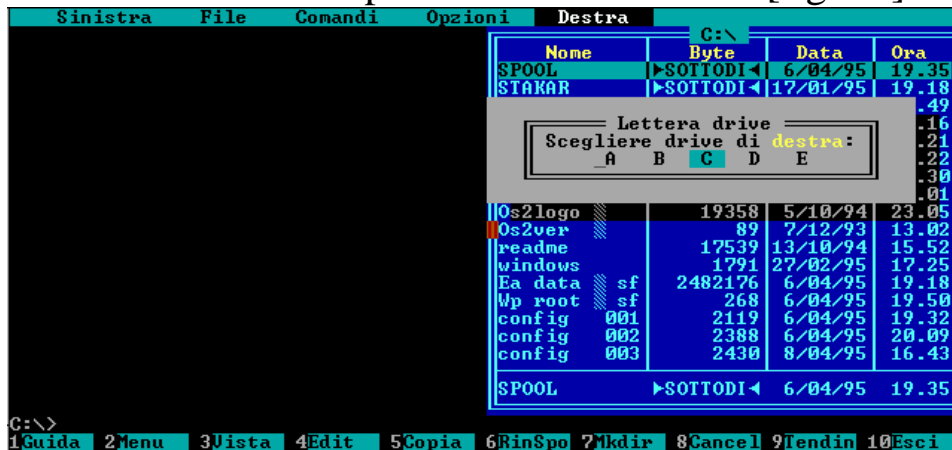 Sinistra File Comandi Opzioni Destra
C:\
Nome Byte Data Ora
SPOOL ►SOTTODI◄ 6/04/95 19.35
STAKAR ►SOTTODI◄ 17/01/95 19.18
.49
Lettera drive .16
Scegliere drive di destra: .21
A B C D E .22
.30
.01
Os2logo ▒ 19358 5/10/94 23.05
Os2ver ▒ 89 7/12/93 13.02
readme 17539 13/10/94 15.52
windows 1791 27/02/95 17.25
Ea data ▒ sf 2482176 6/04/95 19.18
Wp root ▒ sf 268 6/04/95 19.50
config 001 2119 6/04/95 19.32
config 002 2388 6/04/95 20.09
config 003 2430 8/04/95 16.43
SPOOL ►SOTTODI◄ 6/04/95 19.35
C:\>
1Guida 2Menu 3Vista 4Edit 5Copia 6RinSpo 7Mkdir 8Cancel 9Tendin 10Esci